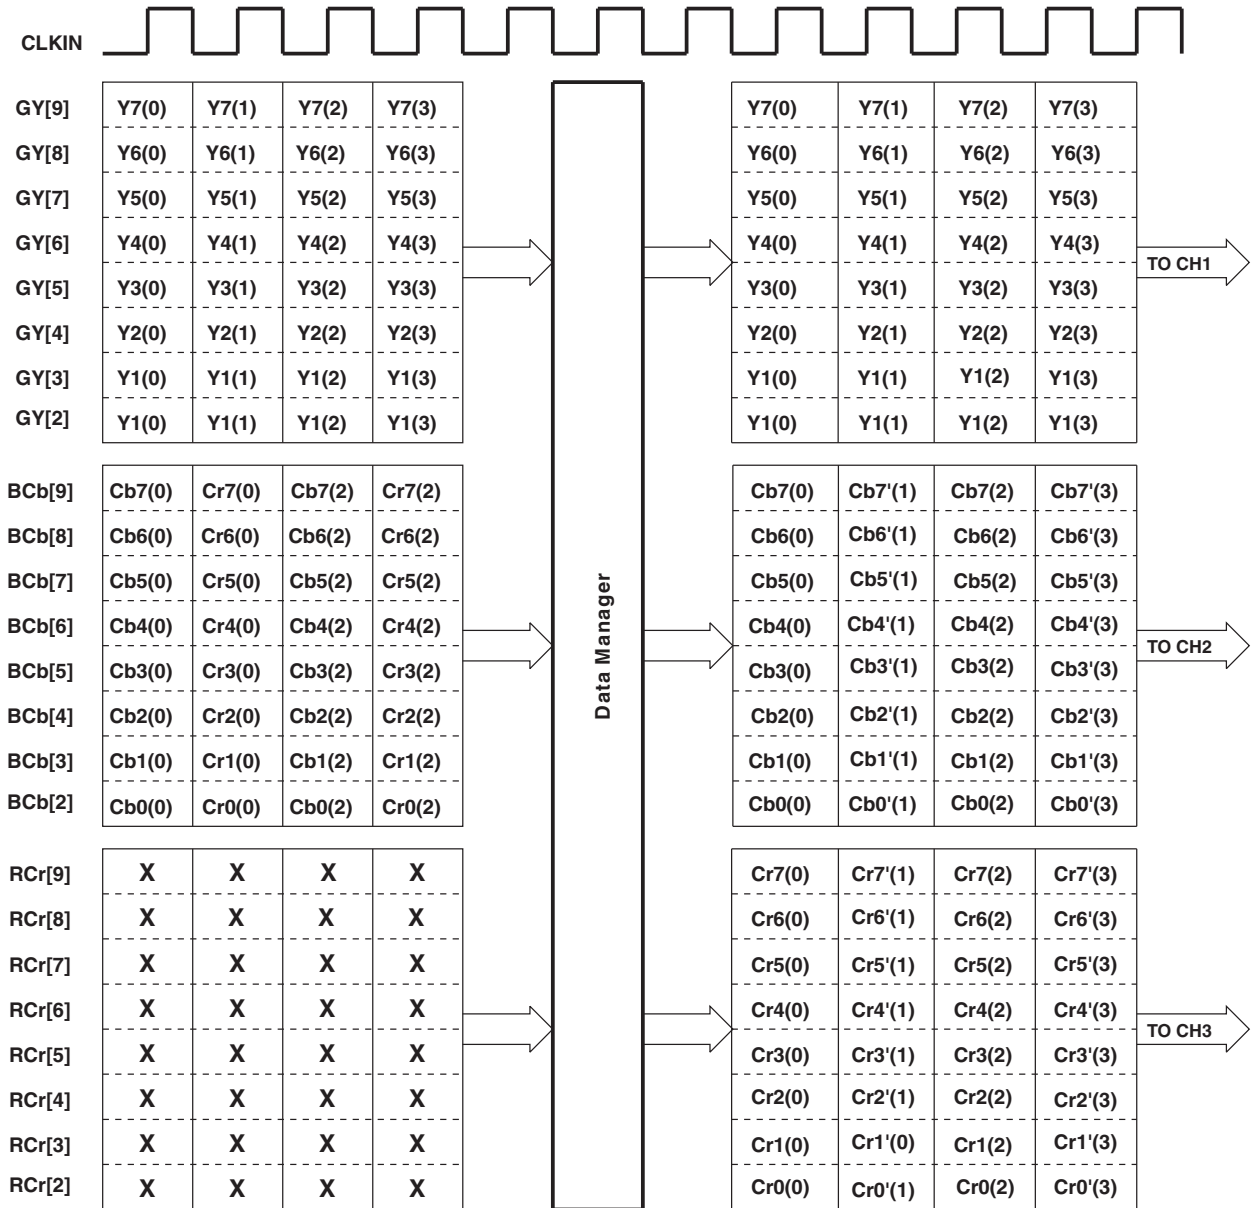 CLKIN
GY[9] Y7(0) Y7(1) Y7(2) Y7(3) Y7(0) Y7(1) Y7(2) Y7(3)
GY[8] Y6(0) Y6(1) Y6(2) Y6(3) Y6(0) Y6(1) Y6(2) Y6(3)
GY[7] Y5(0) Y5(1) Y5(2) Y5(3) Y5(0) Y5(1) Y5(2) Y5(3)
GY[6] Y4(0) Y4(1) Y4(2) Y4(3) Y4(0) Y4(1) Y4(2) Y4(3)
TO CH1
GY[5] Y3(0) Y3(1) Y3(2) Y3(3) Y3(0) Y3(1) Y3(2) Y3(3)
GY[4] Y2(0) Y2(1) Y2(2) Y2(3) Y2(0) Y2(1) Y2(2) Y2(3)
GY[3] Y1(0) Y1(1) Y1(2) Y1(3) Y1(0) Y1(1) Y1(2) Y1(3)
GY[2] Y1(0) Y1(1) Y1(2) Y1(3) Y1(0) Y1(1) Y1(2) Y1(3)
BCb[9] Cb7(0) Cr7(0) Cb7(2) Cr7(2) Cb7(0) Cb7'(1) Cb7(2) Cb7'(3)
BCb[8] Cb6(0) Cr6(0) Cb6(2) Cr6(2) Cb6(0) Cb6'(1) Cb6(2) Cb6'(3)
BCb[7] Cb5(0) Cr5(0) Cb5(2) Cr5(2) Cb5(0) Cb5'(1) Cb5(2) Cb5'(3)
BCb[6] Cb4(0) Cr4(0) Cb4(2) Cr4(2) Cb4(0) Cb4'(1) Cb4(2) Cb4'(3)
Data Manager
TO CH2
BCb[5] Cb3(0) Cr3(0) Cb3(2) Cr3(2) Cb3(0) Cb3'(1) Cb3(2) Cb3'(3)
BCb[4] Cb2(0) Cr2(0) Cb2(2) Cr2(2) Cb2(0) Cb2'(1) Cb2(2) Cb2'(3)
BCb[3] Cb1(0) Cr1(0) Cb1(2) Cr1(2) Cb1(0) Cb1'(1) Cb1(2) Cb1'(3)
BCb[2] Cb0(0) Cr0(0) Cb0(2) Cr0(2) Cb0(0) Cb0'(1) Cb0(2) Cb0'(3)
RCr[9] X X X X Cr7(0) Cr7'(1) Cr7(2) Cr7'(3)
RCr[8] X X X X Cr6(0) Cr6'(1) Cr6(2) Cr6'(3)
RCr[7] X X X X Cr5(0) Cr5'(1) Cr5(2) Cr5'(3)
RCr[6] X X X X Cr4(0) Cr4'(1) Cr4(2) Cr4'(3)
TO CH3
RCr[5] X X X X Cr3(0) Cr3'(1) Cr3(2) Cr3'(3)
RCr[4] X X X X Cr2(0) Cr2'(1) Cr2(2) Cr2'(3)
RCr[3] X X X X Cr1(0) Cr1'(0) Cr1(2) Cr1'(3)
RCr[2] X X X X Cr0(0) Cr0'(1) Cr0(2) Cr0'(3)